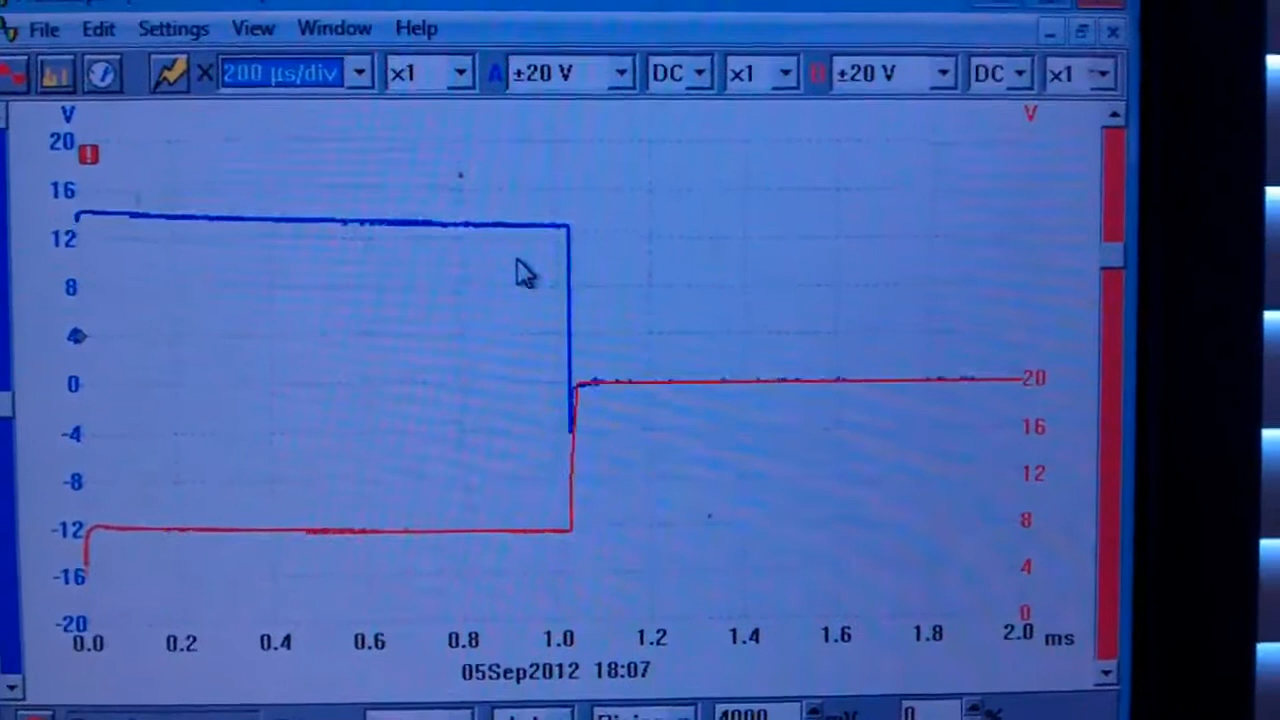 File Edit Settings View Window Help
X 200 µs/div x1 A ±20 V DC x1 B ±20 V DC x1
V V
20
16
12
8
4
0 20
-4 16
-8 12
-12 8
-16 4
-20 0
0.0 0.2 0.4 0.6 0.8 1.0 1.2 1.4 1.6 1.8 2.0 ms
05Sep2012 18:07
4000 mV 0 %